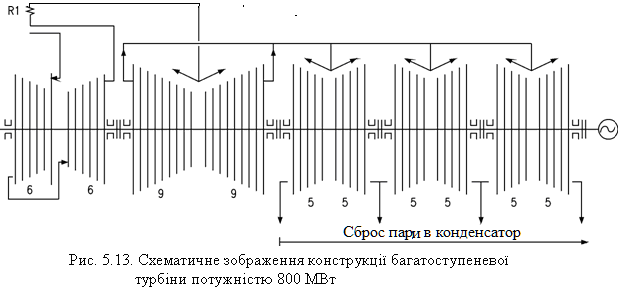 R1
6 6 9 9 5 5 5 5 5 5
Сброс пари в конденсатор
Рис. 5.13. Схематичне зображення конструкції багатоступеневої
турбіни потужністю 800 МВт